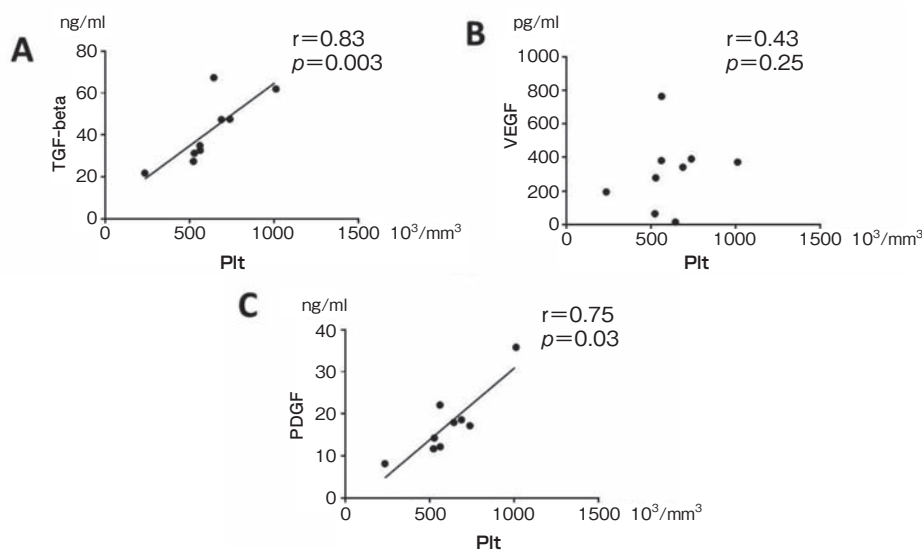 A
ng/ml
r=0.83
p=0.003
80
60
40
20
0
TGF-beta
500
1000
1500
10³/mm³
Plt
B
pg/ml
r=0.43
p=0.25
1000
800
600
400
200
0
VEGF
0
500
1000
1500
10³/mm³
Plt
C
ng/ml
r=0.75
p=0.03
40
30
20
10
0
PDGF
0
500
1000
1500
10³/mm³
Plt